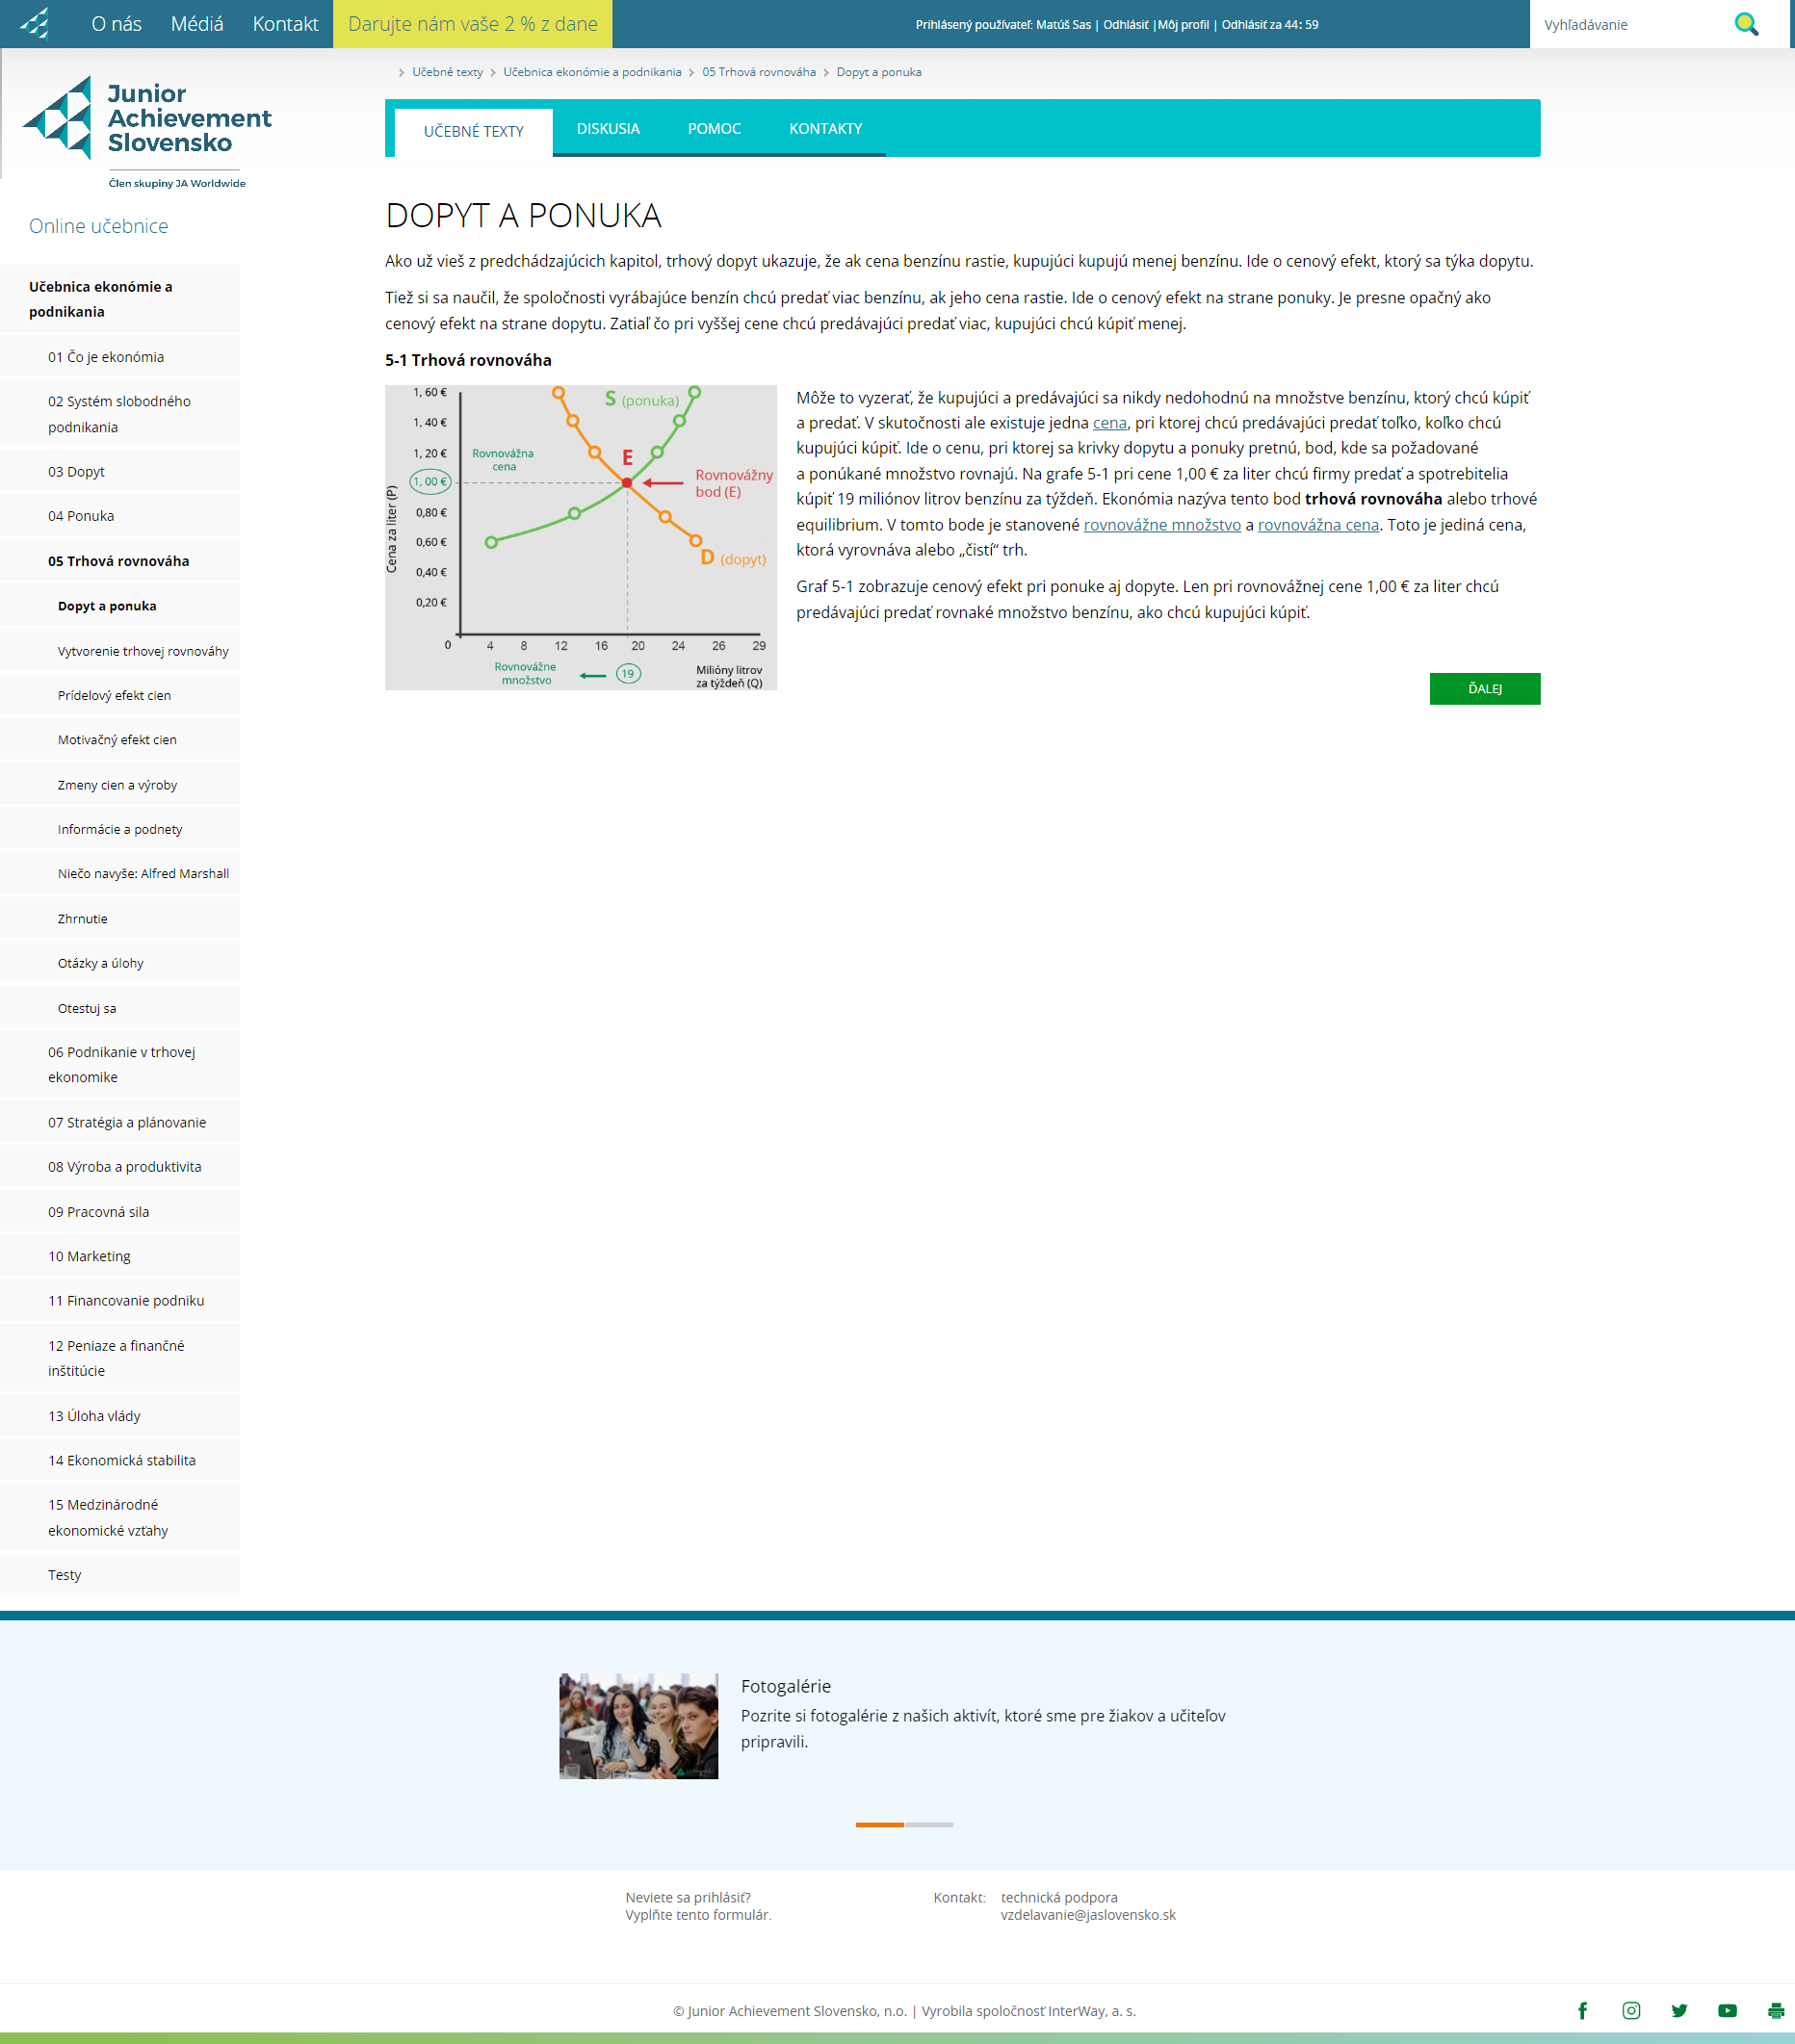 O nás Médiá Kontakt Darujte nám vaše 2 % z dane Prihlásený používateľ: Matúš Sas | Odhlásiť |Môj profil | Odhlásiť za 44: 59 Vyhľadávanie
Junior
Achievement
Slovensko
Člen skupiny JA Worldwide
Online učebnice
Učebnica ekonómie a
podnikania
01 Čo je ekonómia
02 Systém slobodného
podnikania
03 Dopyt
04 Ponuka
05 Trhová rovnováha
Dopyt a ponuka
Vytvorenie trhovej rovnováhy
Prídelový efekt cien
Motivačný efekt cien
Zmeny cien a výroby
Informácie a podnety
Niečo navyše: Alfred Marshall
Zhrnutie
Otázky a úlohy
Otestuj sa
06 Podnikanie v trhovej
ekonomike
07 Stratégia a plánovanie
08 Výroba a produktivita
09 Pracovná sila
10 Marketing
11 Financovanie podniku
12 Peniaze a finančné
inštitúcie
13 Úloha vlády
14 Ekonomická stabilita
15 Medzinárodné
ekonomické vzťahy
Testy
Učebné texty Učebnica ekonómie a podnikania 05 Trhová rovnováha Dopyt a ponuka
UČEBNÉ TEXTY DISKUSIA POMOC KONTAKTY
DOPYT A PONUKA
Ako už vieš z predchádzajúcich kapitol, trhový dopyt ukazuje, že ak cena benzínu rastie, kupujúci kupujú menej benzínu. Ide o cenový efekt, ktorý sa týka dopytu.
Tiež si sa naučil, že spoločnosti vyrábajúce benzín chcú predať viac benzínu, ak jeho cena rastie. Ide o cenový efekt na strane ponuky. Je presne opačný ako
cenový efekt na strane dopytu. Zatiaľ čo pri vyššej cene chcú predávajúci predať viac, kupujúci chcú kúpiť menej.
5-1 Trhová rovnováha
1, 60 €
1, 40 €
1, 20 €
1, 00 €
0,80 €
0,60 €
0,40 €
0,20 €
0
Cena za liter (P)
S (ponuka)
Rovnovážna
cena
E
Rovnovážny
bod (E)
D (dopyt)
4 8 12 16 20 24 26 29
Rovnovážne
množstvo
19
Milióny litrov
za týždeň (Q)
Môže to vyzerať, že kupujúci a predávajúci sa nikdy nedohodnú na množstve benzínu, ktorý chcú kúpiť
a predať. V skutočnosti ale existuje jedna cena, pri ktorej chcú predávajúci predať toľko, koľko chcú
kupujúci kúpiť. Ide o cenu, pri ktorej sa krivky dopytu a ponuky pretnú, bod, kde sa požadované
a ponúkané množstvo rovnajú. Na grafe 5-1 pri cene 1,00 € za liter chcú firmy predať a spotrebitelia
kúpiť 19 miliónov litrov benzínu za týždeň. Ekonómia nazýva tento bod trhová rovnováha alebo trhové
equilibrium. V tomto bode je stanovené rovnovážne množstvo a rovnovážna cena. Toto je jediná cena,
ktorá vyrovnáva alebo „čistí“ trh.
Graf 5-1 zobrazuje cenový efekt pri ponuke aj dopyte. Len pri rovnovážnej cene 1,00 € za liter chcú
predávajúci predať rovnaké množstvo benzínu, ako chcú kupujúci kúpiť.
ĎALEJ
Fotogalérie
Pozrite si fotogalérie z našich aktivít, ktoré sme pre žiakov a učiteľov
pripravili.
Neviete sa prihlásiť?
Vyplňte tento formulár.
Kontakt: technická podpora
vzdelavanie@jaslovensko.sk
© Junior Achievement Slovensko, n.o. | Vyrobila spoločnosť InterWay, a. s.